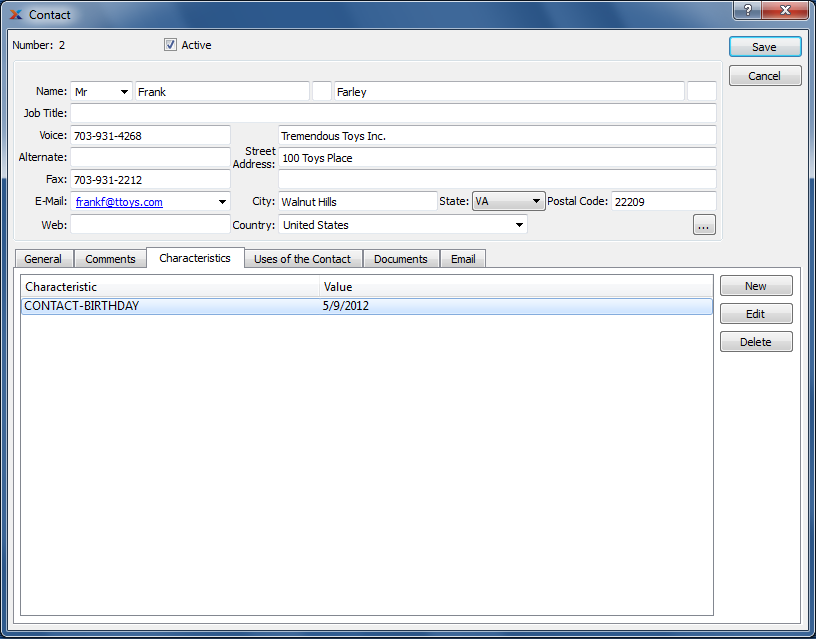 Contact
Number: 2 Active Save
Cancel
Name: Mr Frank Farley
Job Title:
Voice: 703-931-4268 Tremendous Toys Inc.
Alternate: Street Address: 100 Toys Place
Fax: 703-931-2212
E-Mail: frankf@ttoys.com City: Walnut Hills State: VA Postal Code: 22209
Web: Country: United States ...
General Comments Characteristics Uses of the Contact Documents Email
Characteristic Value New
CONTACT-BIRTHDAY 5/9/2012
Edit
Delete